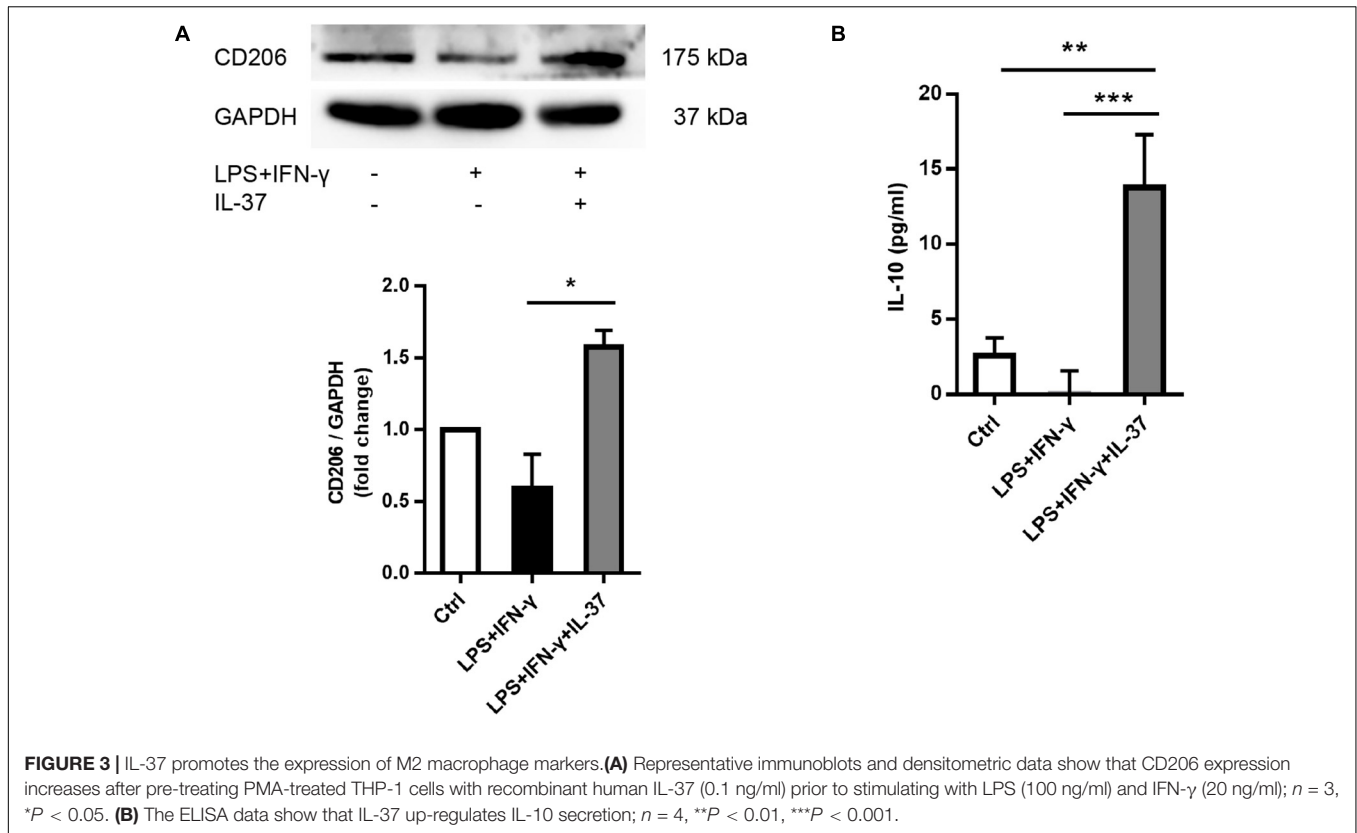 A
CD206 175 kDa
GAPDH 37 kDa
LPS+IFN-γ - + +
IL-37 - - +
CD206 / GAPDH
(fold change)
2.0
1.5
1.0
0.5
0.0
*
Ctrl
LPS+IFN-γ
LPS+IFN-γ+IL-37
B
IL-10 (pg/ml)
20
15
10
5
0
**
***
Ctrl
LPS+IFN-γ
LPS+IFN-γ+IL-37
FIGURE 3 | IL-37 promotes the expression of M2 macrophage markers.(A) Representative immunoblots and densitometric data show that CD206 expression
increases after pre-treating PMA-treated THP-1 cells with recombinant human IL-37 (0.1 ng/ml) prior to stimulating with LPS (100 ng/ml) and IFN-γ (20 ng/ml); n = 3,
*P < 0.05. (B) The ELISA data show that IL-37 up-regulates IL-10 secretion; n = 4, **P < 0.01, ***P < 0.001.